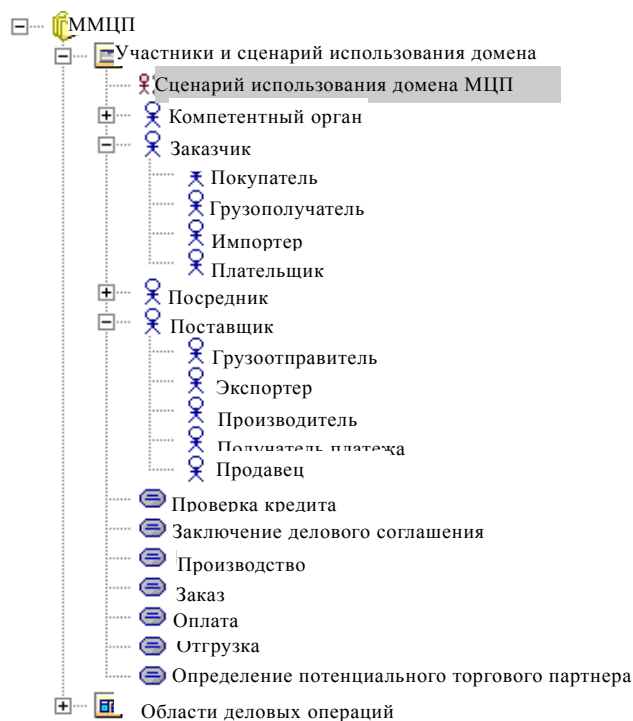 ММЦП
Участники и сценарий использования домена
Сценарий использования домена МЦП
Компетентный орган
Заказчик
Покупатель
Грузополучатель
Импортер
Плательщик
Посредник
Поставщик
Грузоотправитель
Экспортер
Производитель
Получатель платежа
Продавец
Проверка кредита
Заключение делового соглашения
Производство
Заказ
Оплата
Отгрузка
Определение потенциального торгового партнера
Области деловых операций